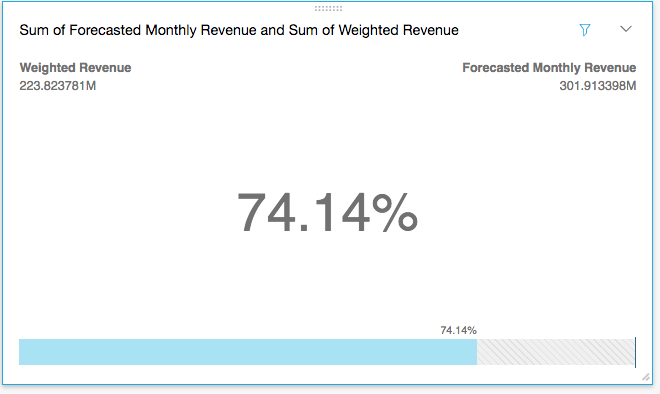 Sum of Forecasted Monthly Revenue and Sum of Weighted Revenue
Weighted Revenue
Forecasted Monthly Revenue
223.823781M
301.913398M
74.14%
74.14%